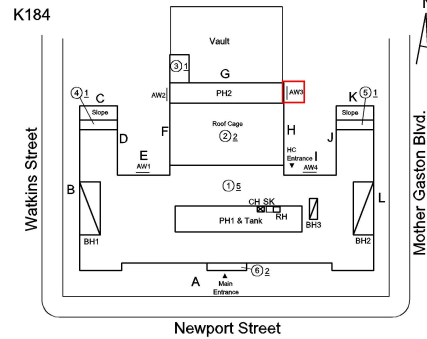 K184
N
Vault
③ 1
G
④ 1
C
Slope
AW2
PH2
AW3
K
⑤ 1
Slope
D
F
Roof Cage
② 2
H
J
E
AW1
HC
Entrance
I
AW4
Watkins Street
B
① 5
L
Mother Gaston Blvd.
CH SK
RH
BH1
PH1 & Tank
BH3
BH2
A
⑥ 2
Main
Entrance
Newport Street